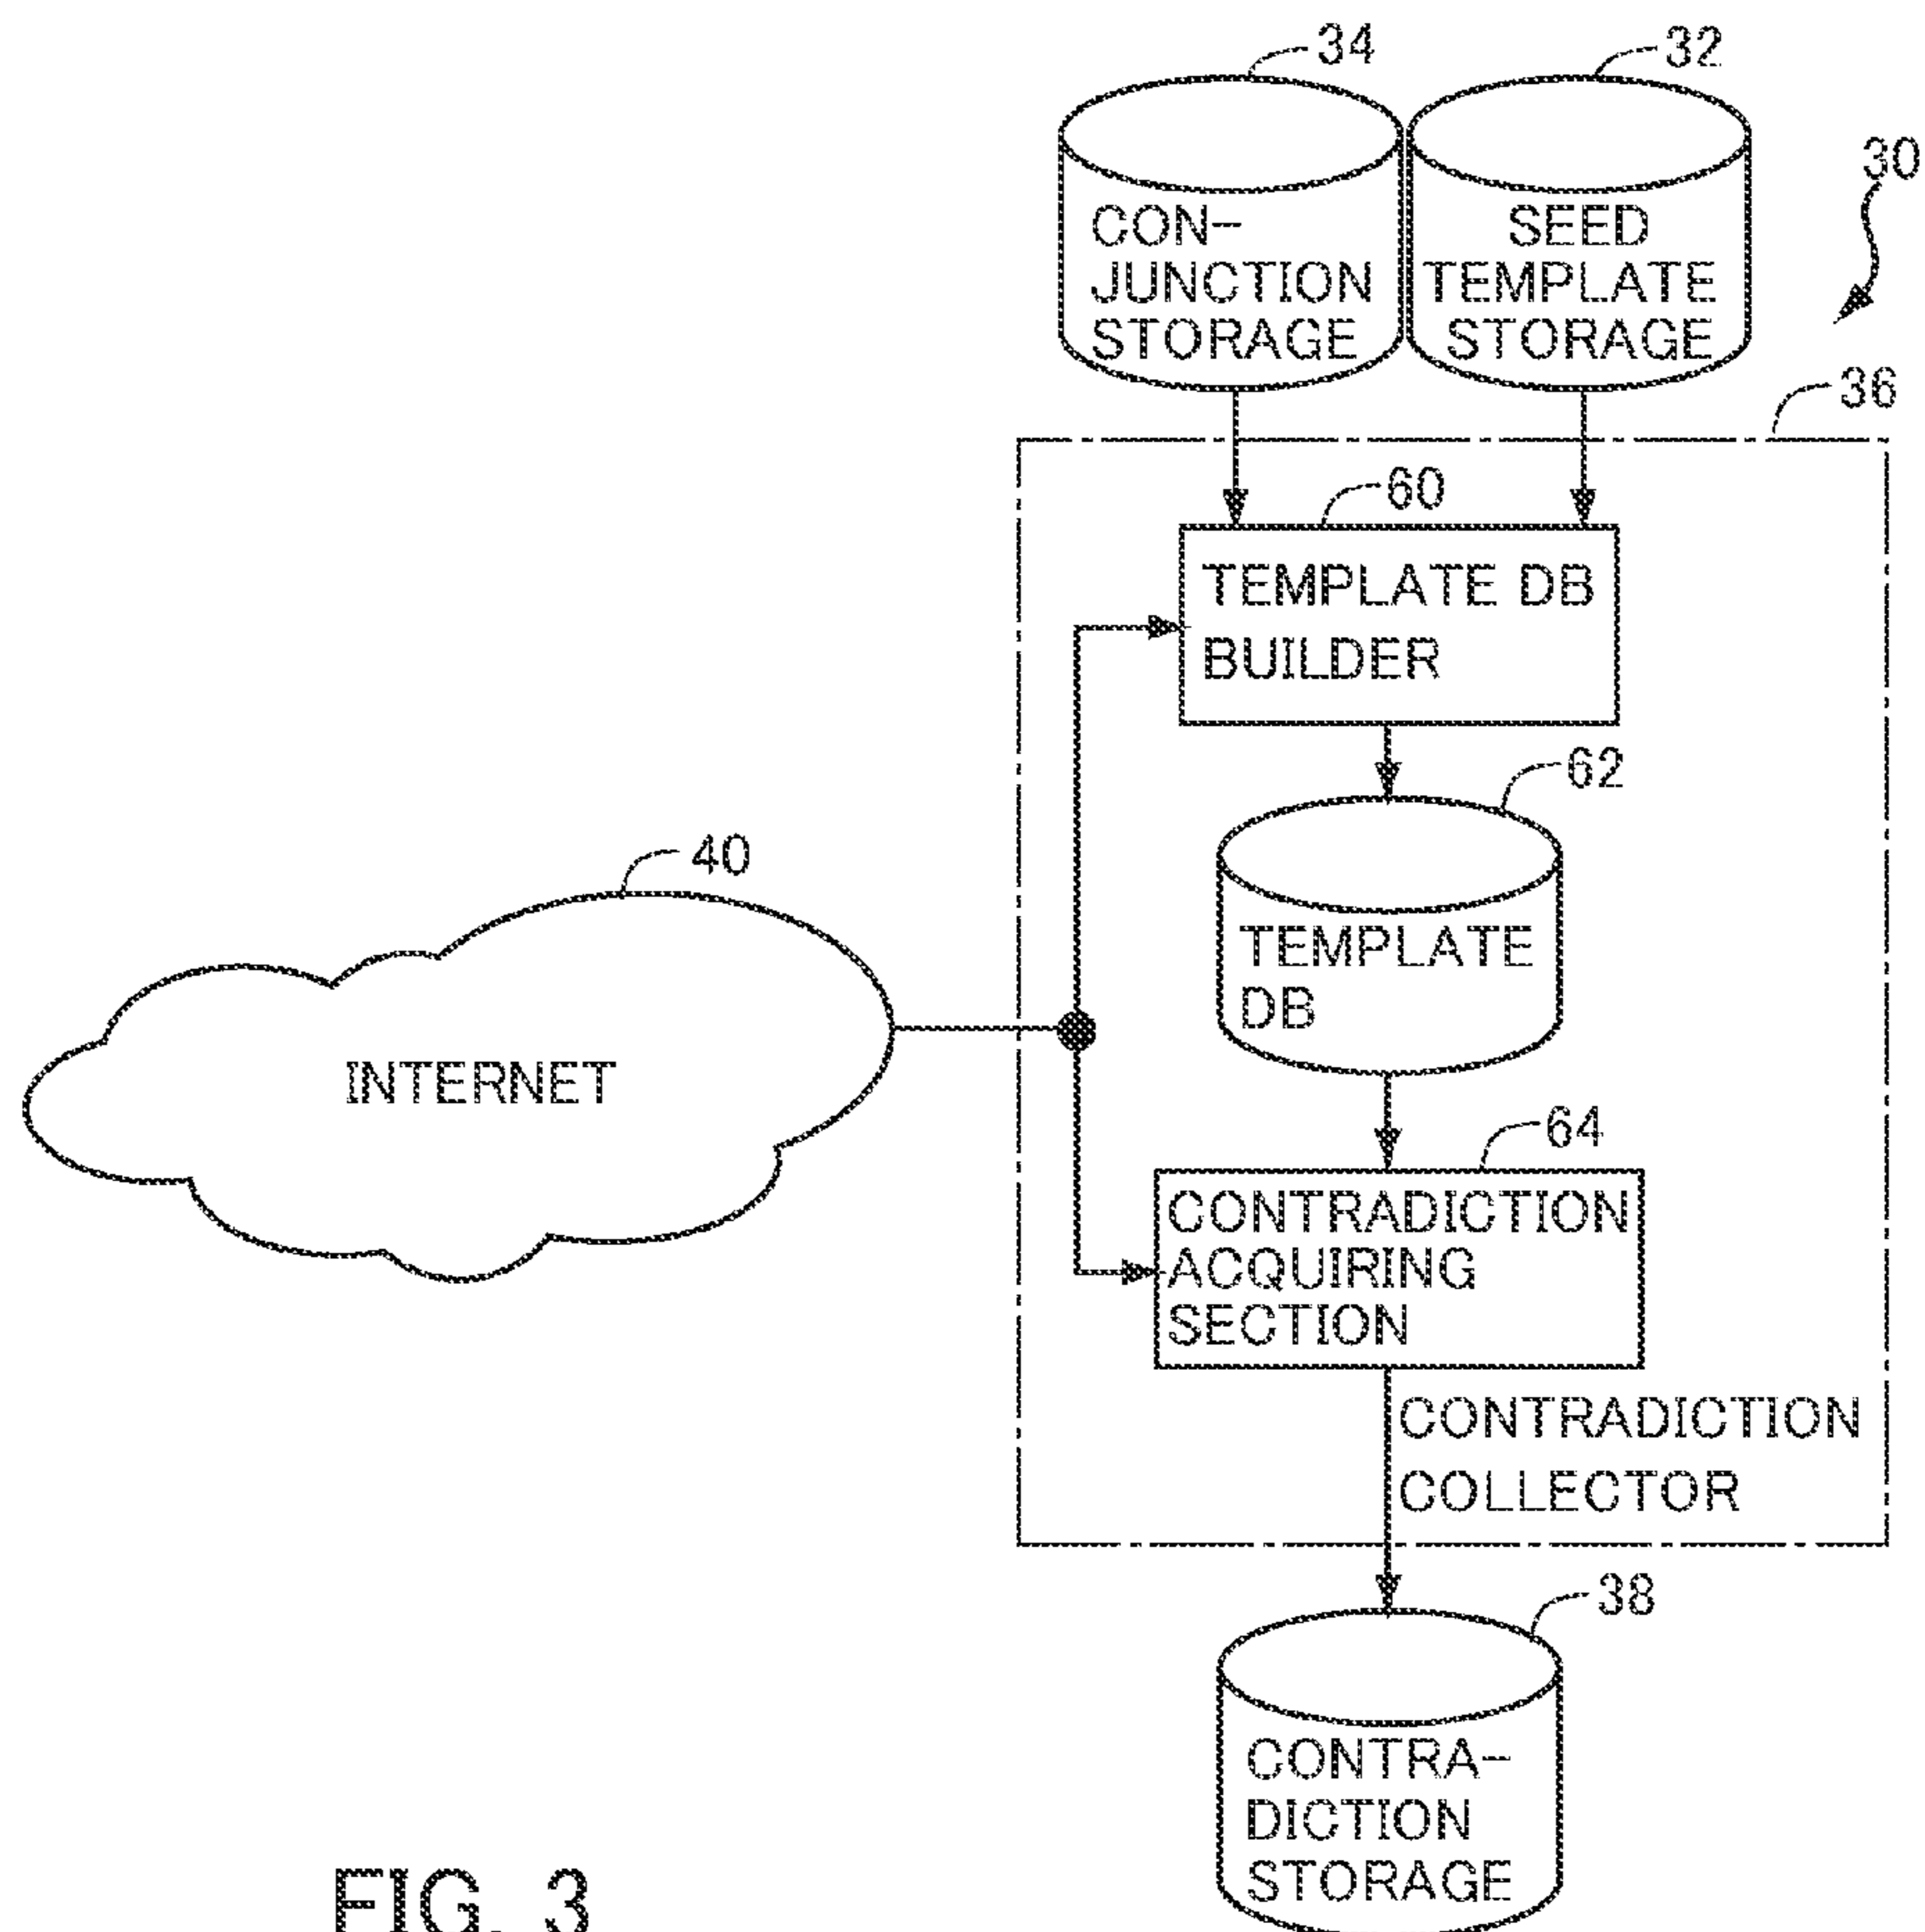 34
32
30
CON-
JUNCTION
STORAGE
SEED
TEMPLATE
STORAGE
36
60
TEMPLATE DB
BUILDER
62
40
TEMPLATE
DB
INTERNET
64
CONTRADICTION
ACQUIRING
SECTION
CONTRADICTION
COLLECTOR
38
CONTRA-
DICTION
STORAGE
FIG. 3